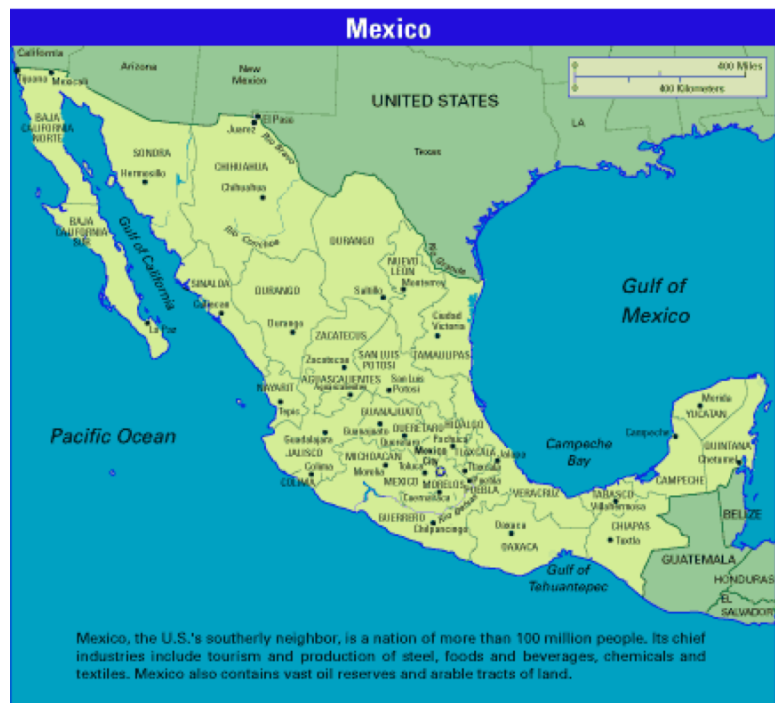 Mexico
California
Arizona
New
Mexico
400 Miles
400 Kilometers
Tijuana
Mexicali
UNITED STATES
LA
El Paso
Juarez
Rio Bravo
Texas
BAJA
CALIFORNIA
NORTE
SONORA
Hermosillo
CHIHUAHUA
Chihuahua
Rio Conchos
BAJA
CALIFORNIA
SUR
Gulf of California
DURANGO
Rio Grande
NUEVO
LEON
Monterrey
Saltillo
SINALOA
Culiacan
DURANGO
Durango
La Paz
Gulf of
Mexico
Ciudad
Victoria
ZACATECUS
Zacatecas
SAN LUIS
POTOSI
TAMAULIPAS
NAYARIT
Tepic
AGUASCALIENTES
Aguascalientes
San Luis
Potosi
Merida
YUCATAN
GUANAJUATO
Guanajuato
QUERETARO
Queretaro
HIDALGO
Pachuca
Pacific Ocean
Guadalajara
JALISCO
Campeche
Bay
Campeche
QUINTANA
Chetumel
Colima
COLIMA
MICHOACAN
Morelia
Mexico
City
Toluca
MEXICO
TLAXCALA
Tlaxcala
Jalapa
Puebla
PUEBLA
MORELOS
Cuernavaca
VERACRUZ
CAMPECHE
TABASCO
Villahermosa
BELIZE
GUERRERO
Chilpancingo
Rio Balsas
Oaxaca
OAXACA
CHIAPAS
Tuxtla
GUATEMALA
Gulf of
Tehuantepec
HONDURAS
EL
SALVADOR
Mexico, the U.S.'s southerly neighbor, is a nation of more than 100 million people. Its chief
industries include tourism and production of steel, foods and beverages, chemicals and
textiles. Mexico also contains vast oil reserves and arable tracts of land.